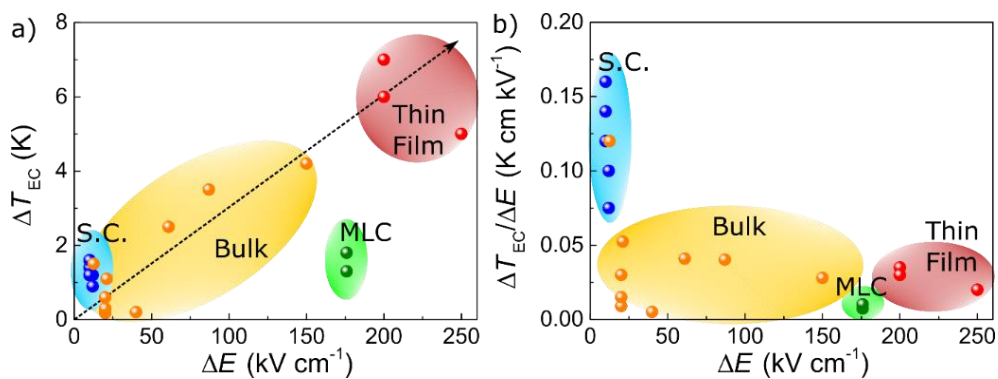 a)
8
6
4
2
0
ΔT_EC (K)
S.C.
Bulk
MLC
Thin
Film
0 50 100 150 200 250
ΔE (kV cm⁻¹)
b)
0.20
0.15
0.10
0.05
0.00
ΔT_EC/ΔE (K cm kV⁻¹)
S.C.
Bulk
MLC
Thin
Film
0 50 100 150 200 250
ΔE (kV cm⁻¹)